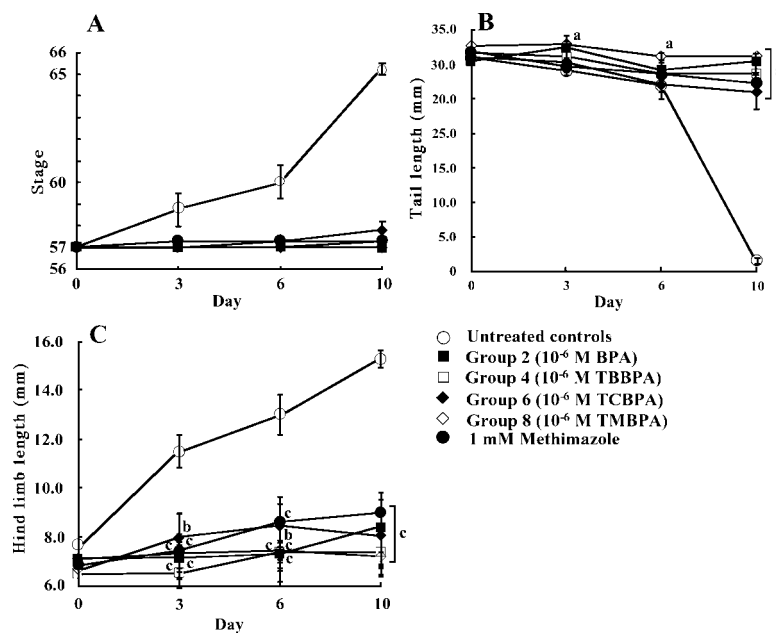 A
66
65
60
57
56
Stage
0
3
6
10
Day
B
35.0
30.0
25.0
20.0
15.0
10.0
5.0
0
Tail length (mm)
a
a
0
3
6
10
Day
C
16.0
14.0
12.0
10.0
8.0
6.0
Hind limb length (mm)
b
c
c
c
c
c
b
c
c
c
c
c
0
3
6
10
Day
Untreated controls
Group 2 (10⁻⁶ M BPA)
Group 4 (10⁻⁶ M TBBPA)
Group 6 (10⁻⁶ M TCBPA)
Group 8 (10⁻⁶ M TMBPA)
1 mM Methimazole